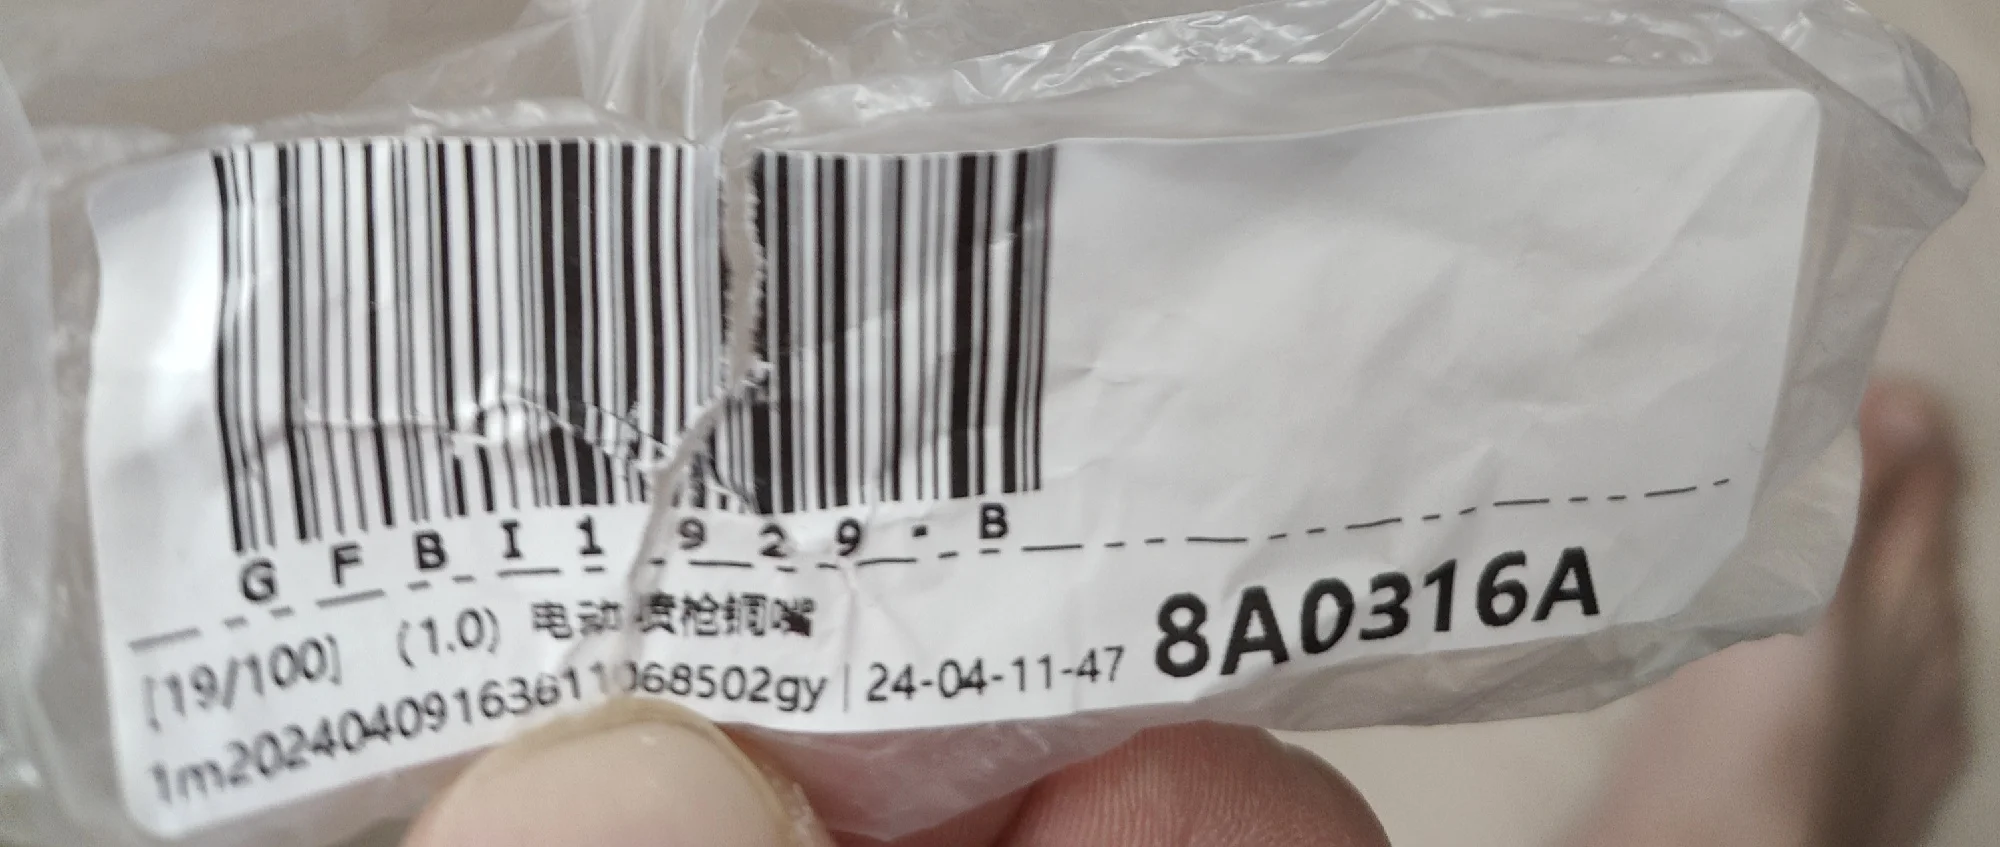 GFBI1929-B
[19/100] (1.0) 电动喷枪铜嘴
8A0316A
1m20240409163611068502gy | 24-04-11-47